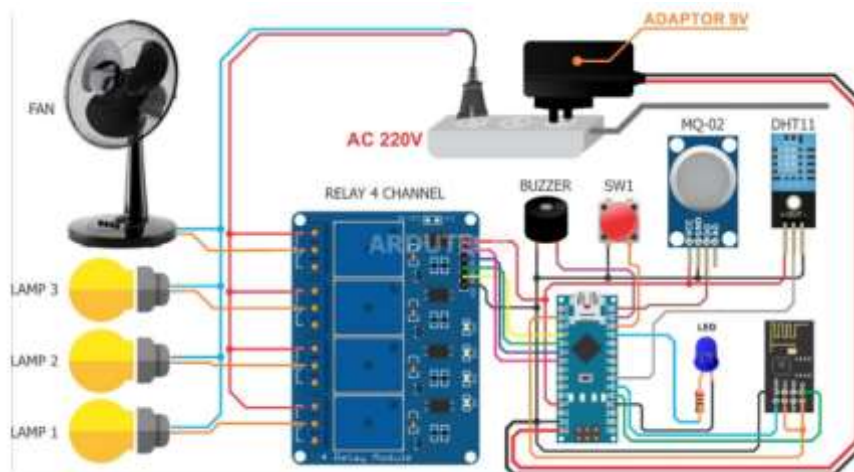 ADAPTOR 9V
FAN
AC 220V
MQ-02
DHT11
RELAY 4 CHANNEL
BUZZER
SW1
LAMP 3
LED
LAMP 2
LAMP 1
4 Relay Module